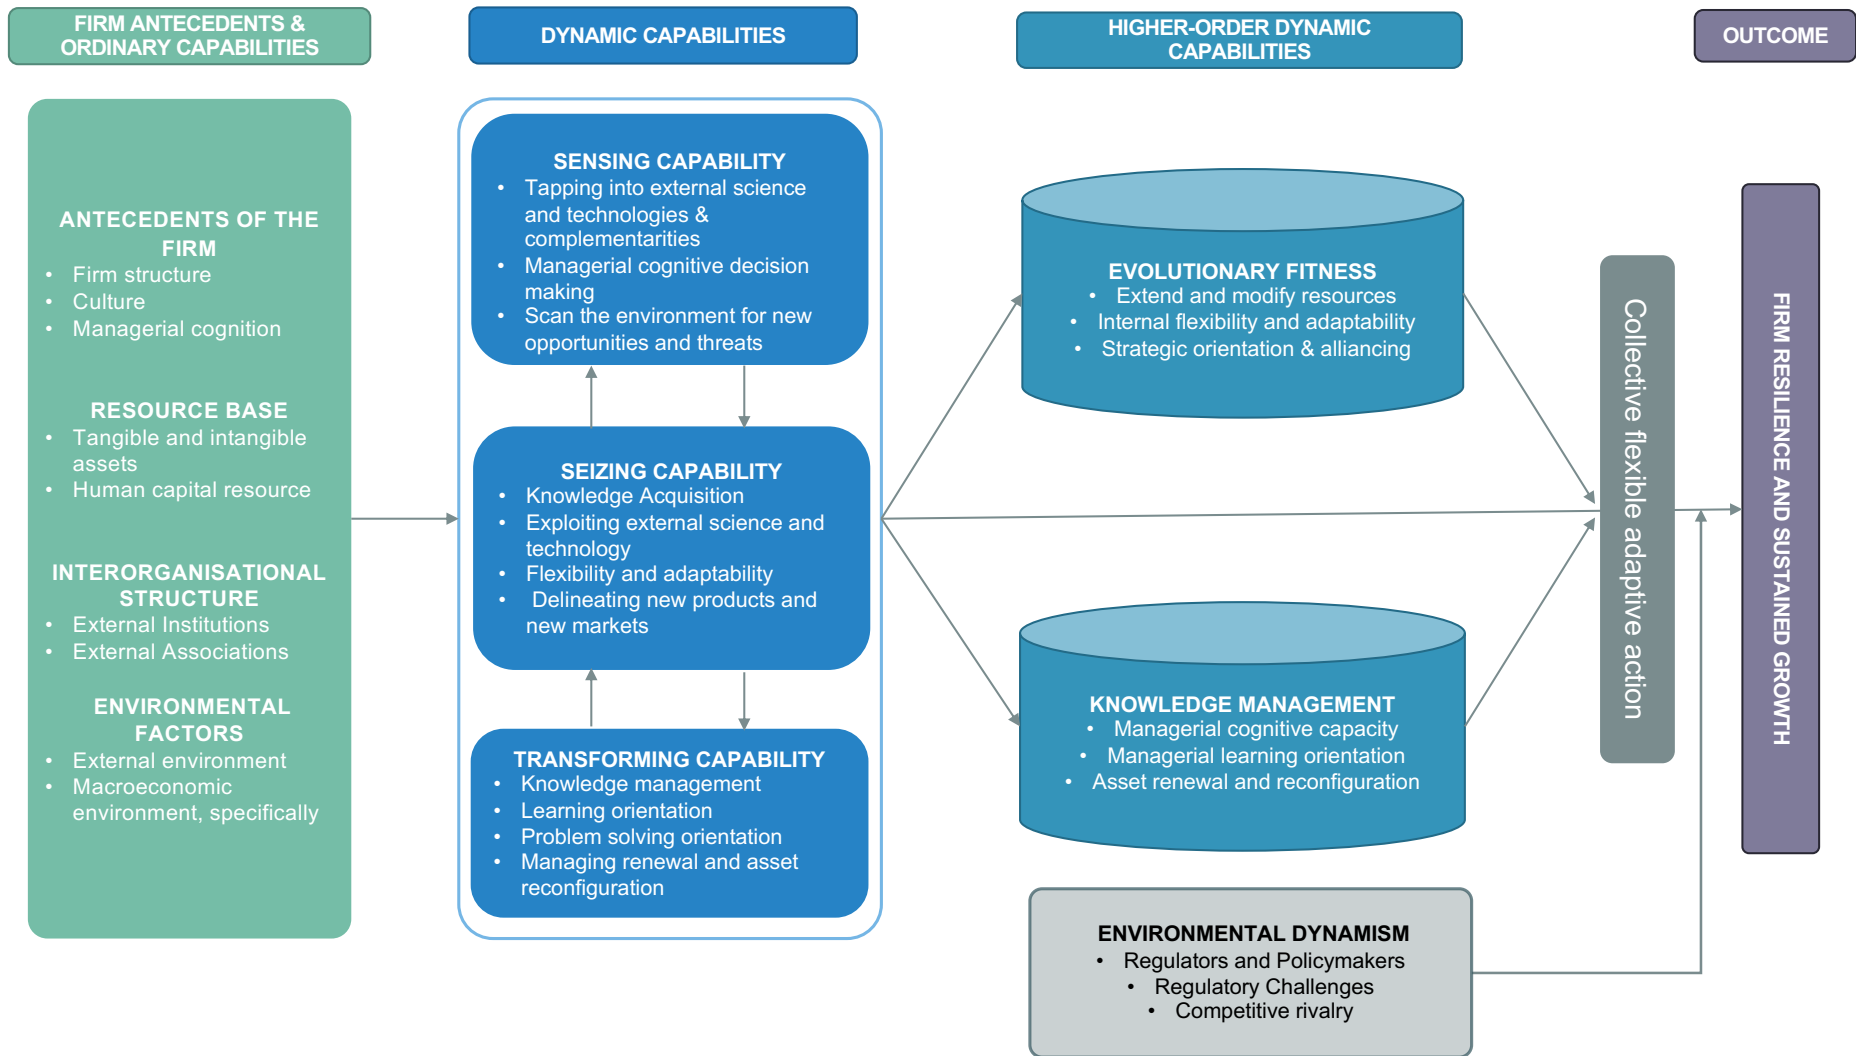 FIRM ANTECEDENTS &
ORDINARY CAPABILITIES
DYNAMIC CAPABILITIES
HIGHER-ORDER DYNAMIC
CAPABILITIES
OUTCOME
ANTECEDENTS OF THE
FIRM
• Firm structure
• Culture
• Managerial cognition
RESOURCE BASE
• Tangible and intangible
assets
• Human capital resource
INTERORGANISATIONAL
STRUCTURE
• External Institutions
• External Associations
ENVIRONMENTAL
FACTORS
• External environment
• Macroeconomic
environment, specifically
SENSING CAPABILITY
• Tapping into external science
and technologies &
complementarities
• Managerial cognitive decision
making
• Scan the environment for new
opportunities and threats
SEIZING CAPABILITY
• Knowledge Acquisition
• Exploiting external science and
technology
• Flexibility and adaptability
• Delineating new products and
new markets
TRANSFORMING CAPABILITY
• Knowledge management
• Learning orientation
• Problem solving orientation
• Managing renewal and asset
reconfiguration
EVOLUTIONARY FITNESS
• Extend and modify resources
• Internal flexibility and adaptability
• Strategic orientation & alliancing
KNOWLEDGE MANAGEMENT
• Managerial cognitive capacity
• Managerial learning orientation
• Asset renewal and reconfiguration
ENVIRONMENTAL DYNAMISM
• Regulators and Policymakers
• Regulatory Challenges
• Competitive rivalry
Collective flexible adaptive action
FIRM RESILIENCE AND SUSTAINED GROWTH